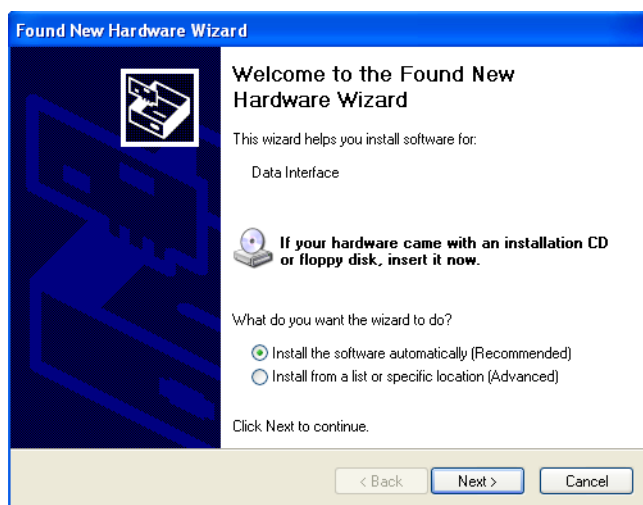 Found New Hardware Wizard
Welcome to the Found New
Hardware Wizard
This wizard helps you install software for:
Data Interface
If your hardware came with an installation CD
or floppy disk, insert it now.
What do you want the wizard to do?
Install the software automatically (Recommended)
Install from a list or specific location (Advanced)
Click Next to continue.
< Back Next > Cancel